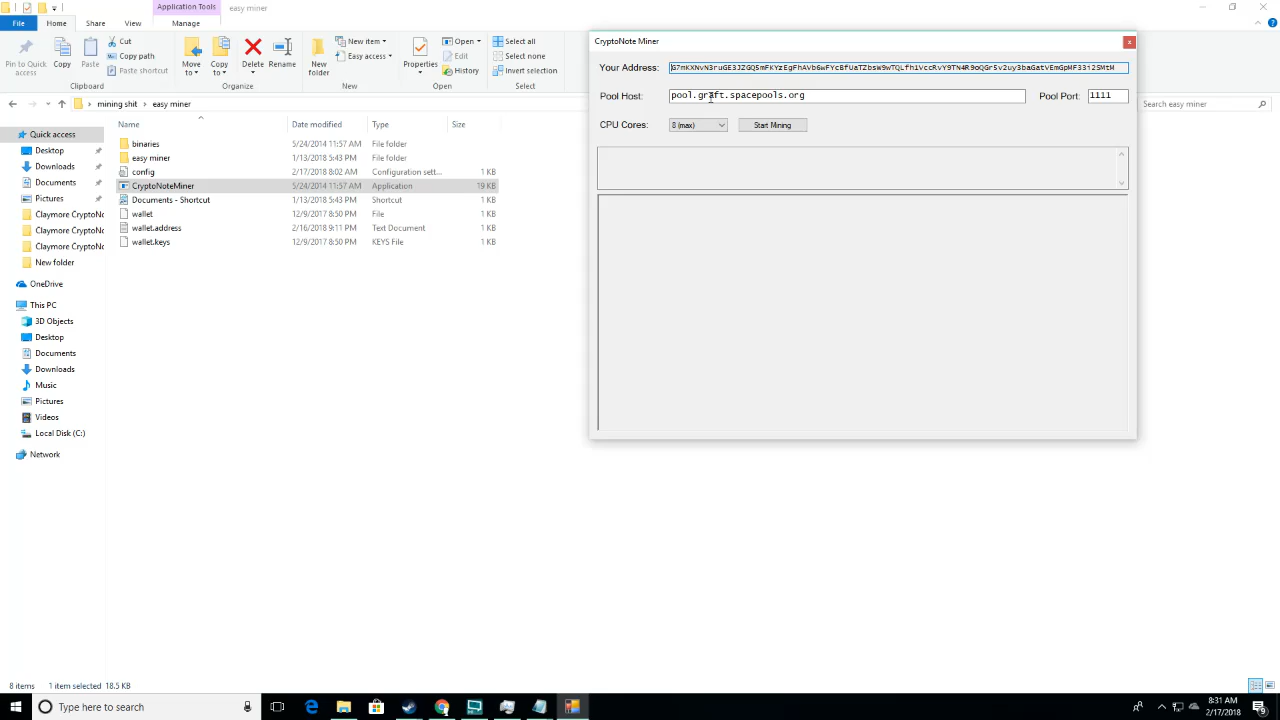 Application Tools
easy miner
File
Home
Share
View
Manage
Pin to Quick access
Copy
Paste
Cut
Copy path
Paste shortcut
Clipboard
Move to
Copy to
Delete
Rename
Organize
New folder
New item
Easy access
New
Properties
Open
Edit
History
Open
Select all
Select none
Invert selection
Select
mining shit
easy miner
Search easy miner
Quick access
Desktop
Downloads
Documents
Pictures
Claymore CryptoNo
Claymore CryptoNo
Claymore CryptoNo
New folder
OneDrive
This PC
3D Objects
Desktop
Documents
Downloads
Music
Pictures
Videos
Local Disk (C:)
Network
Name Date modified Type Size
binaries 5/24/2014 11:57 AM File folder
easy miner 1/13/2018 5:43 PM File folder
config 2/17/2018 8:02 AM Configuration sett... 1 KB
CryptoNoteMiner 5/24/2014 11:57 AM Application 19 KB
Documents - Shortcut 1/13/2018 5:43 PM Shortcut 1 KB
wallet 12/9/2017 8:50 PM File 1 KB
wallet.address 2/16/2018 9:11 PM Text Document 1 KB
wallet.keys 12/9/2017 8:50 PM KEYS File 1 KB
CryptoNote Miner
x
Your Address:
Pool Host: pool.graft.spacepools.org Pool Port: 1111
CPU Cores: 8 (max) Start Mining
8 items 1 item selected 18.5 KB
Type here to search
8:31 AM
2/17/2018